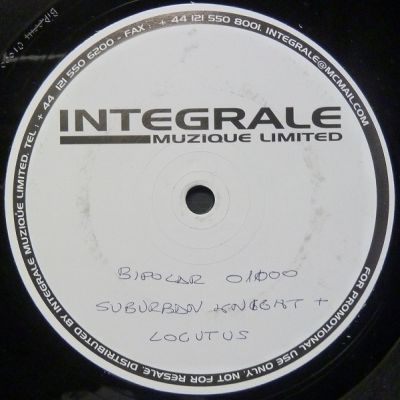 INTEGRALE
MUZIQUE LIMITED
BIPOLAR 01000
SUBURBAN KNIGHT +
LOCUTUS
FOR PROMOTIONAL USE ONLY, NOT FOR RESALE. DISTRIBUTED BY INTEGRALE MUZIQUE LIMITED. TEL: + 44 121 550 6200 - FAX: + 44 121 550 8001. INTEGRALE@MCMAIL.COM